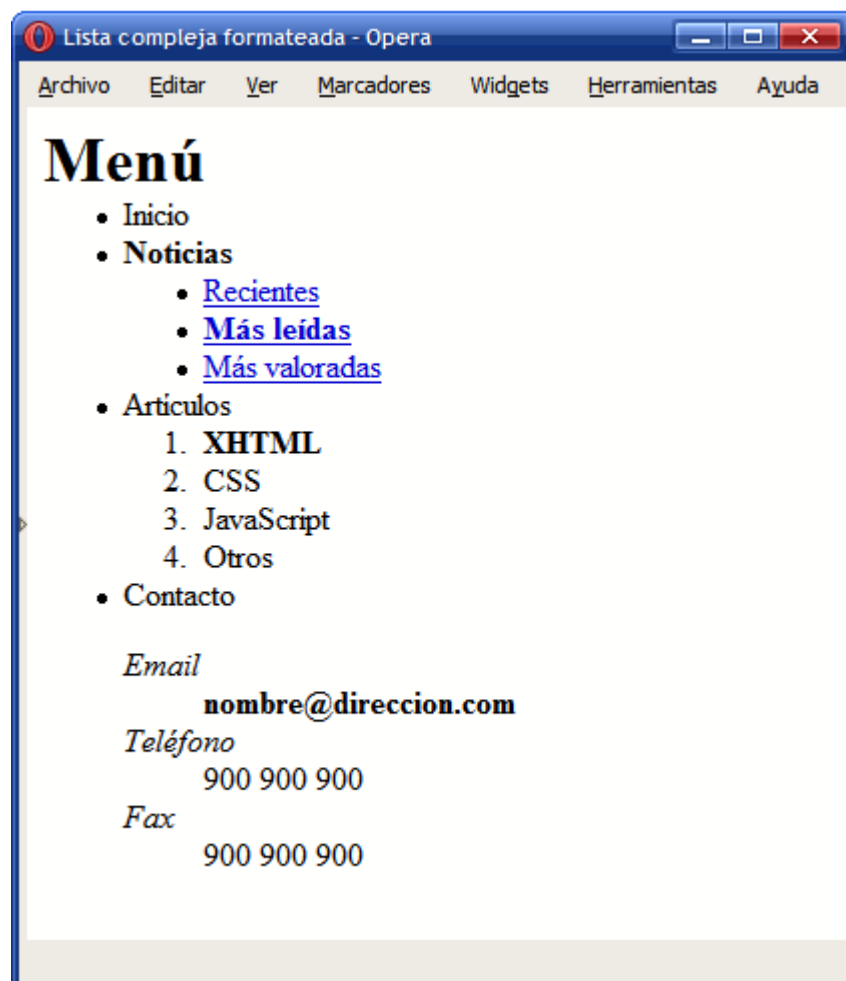 Lista compleja formateada - Opera
Archivo Editar Ver Marcadores Widgets Herramientas Ayuda
Menú
• Inicio
• Noticias
• Recientes
• Más leídas
• Más valoradas
• Artículos
1. XHTML
2. CSS
3. JavaScript
4. Otros
• Contacto
Email
nombre@direccion.com
Teléfono
900 900 900
Fax
900 900 900